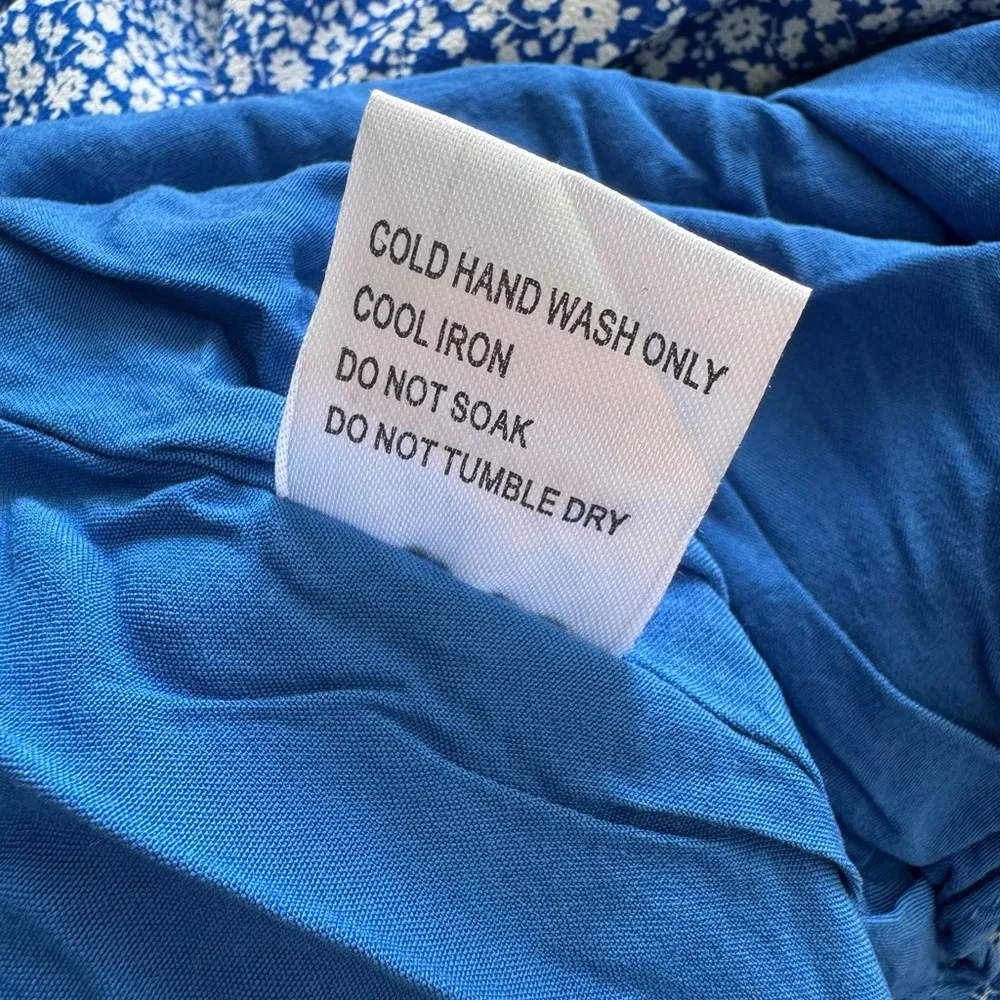 COLD HAND WASH ONLY
COOL IRON
DO NOT SOAK
DO NOT TUMBLE DRY